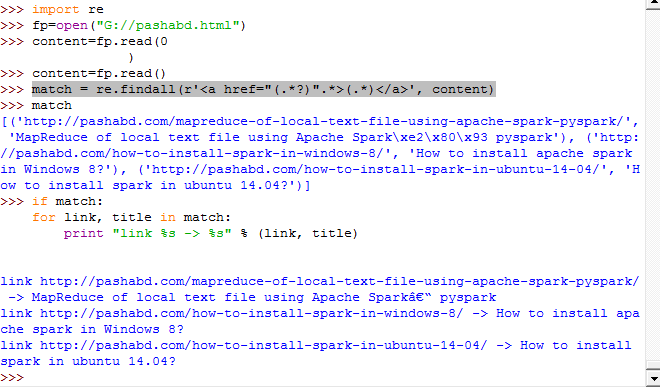 >>> import re
>>> fp=open("G://pashabd.html")
>>> content=fp.read(0
                )
>>> content=fp.read()
>>> match = re.findall(r'<a href="(.*?)".*>(.*)</a>', content)
>>> match
[('http://pashabd.com/mapreduce-of-local-text-file-using-apache-spark-pyspark/',
 'MapReduce of local text file using Apache Spark\xe2\x80\x93 pyspark'), ('http:
//pashabd.com/how-to-install-spark-in-windows-8/', 'How to install apache spark 
in Windows 8?'), ('http://pashabd.com/how-to-install-spark-in-ubuntu-14-04/', 'H
ow to install spark in ubuntu 14.04?')]
>>> if match:
    for link, title in match:
        print "link %s -> %s" % (link, title)

link http://pashabd.com/mapreduce-of-local-text-file-using-apache-spark-pyspark/
 -> MapReduce of local text file using Apache Sparkâ€“ pyspark
link http://pashabd.com/how-to-install-spark-in-windows-8/ -> How to install apa
che spark in Windows 8?
link http://pashabd.com/how-to-install-spark-in-ubuntu-14-04/ -> How to install 
spark in ubuntu 14.04?
>>>